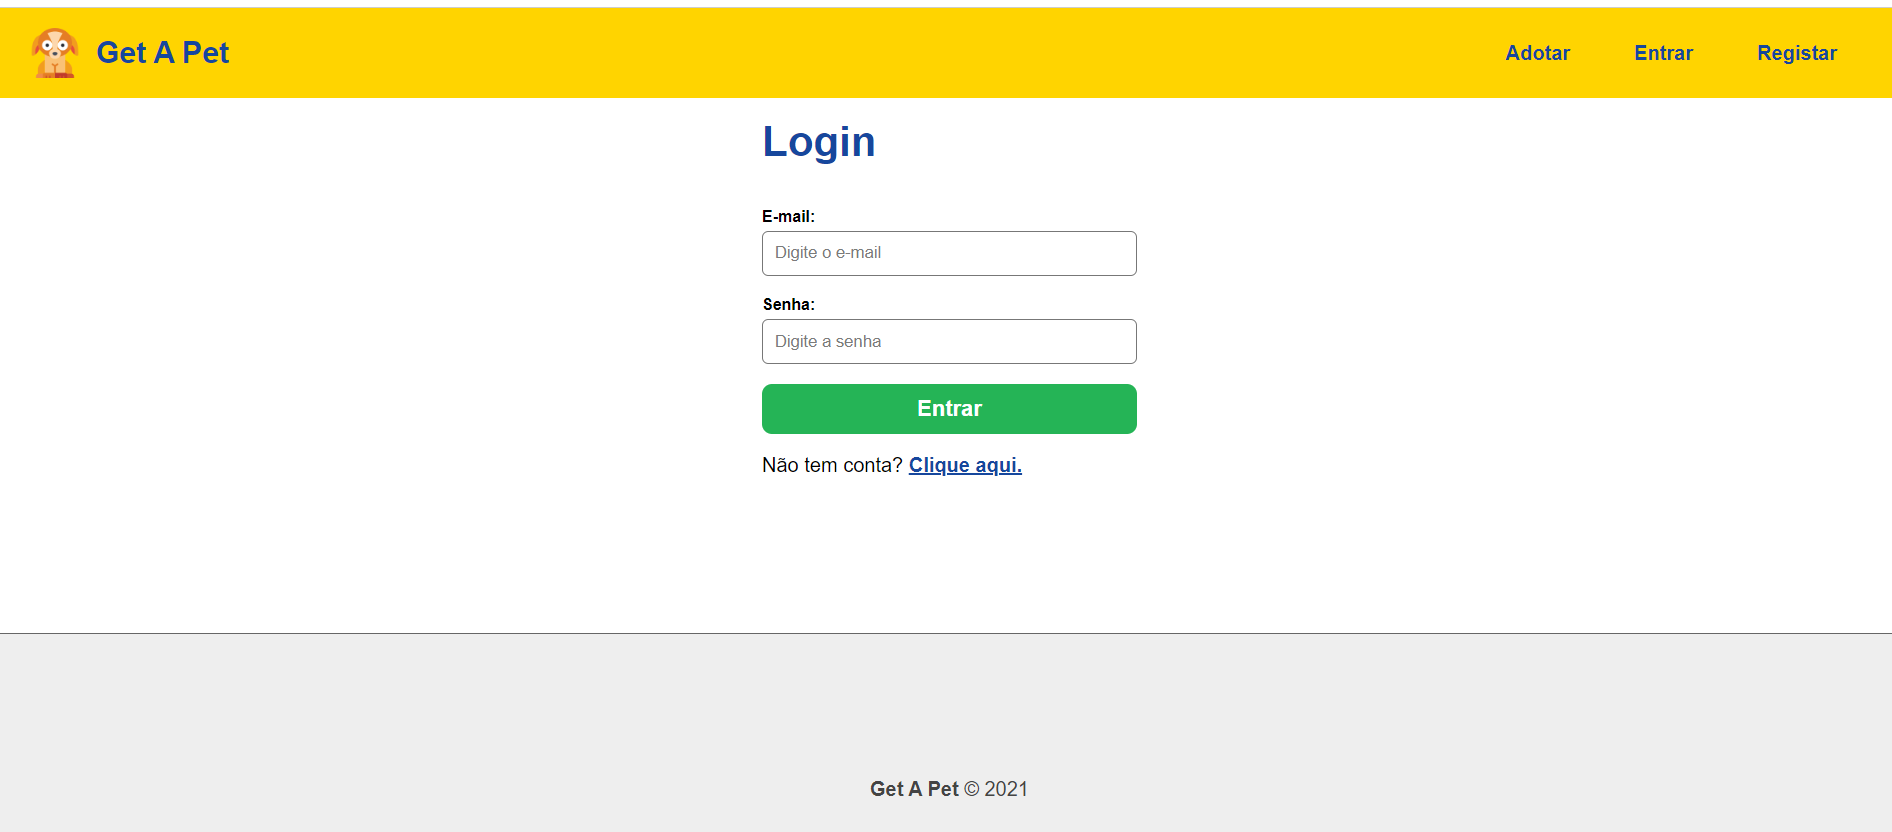 Get A Pet
Adotar Entrar Registar
Login
E-mail:
Digite o e-mail
Senha:
Digite a senha
Entrar
Não tem conta? Clique aqui.
Get A Pet © 2021